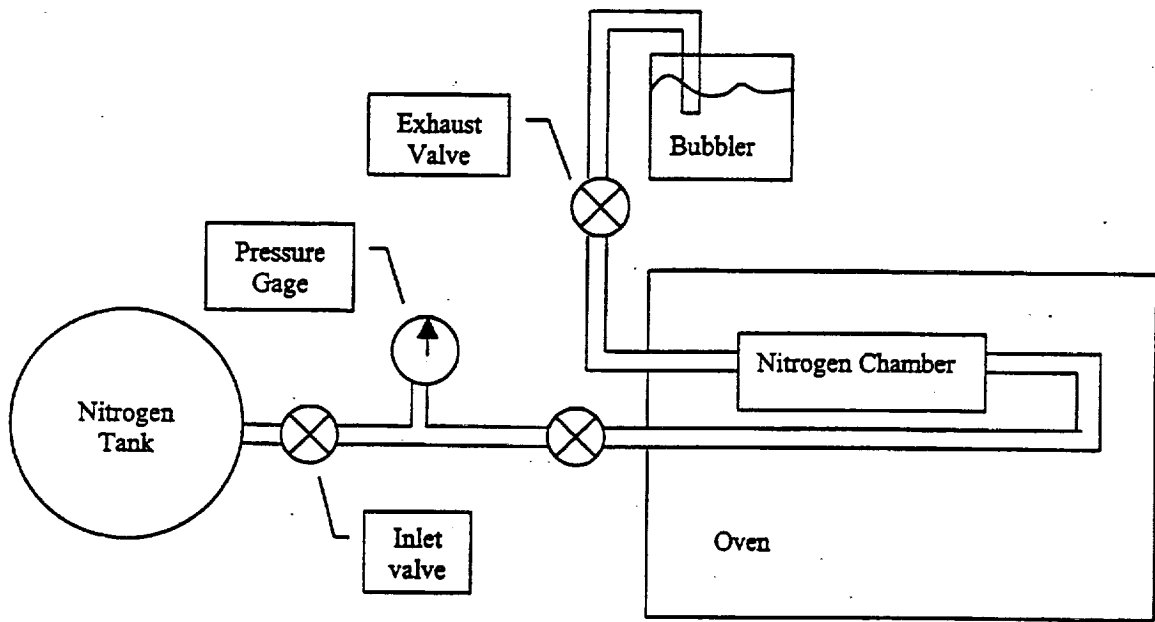 Exhaust
Valve
Bubbler
Pressure
Gage
Nitrogen Chamber
Nitrogen
Tank
Inlet
valve
Oven